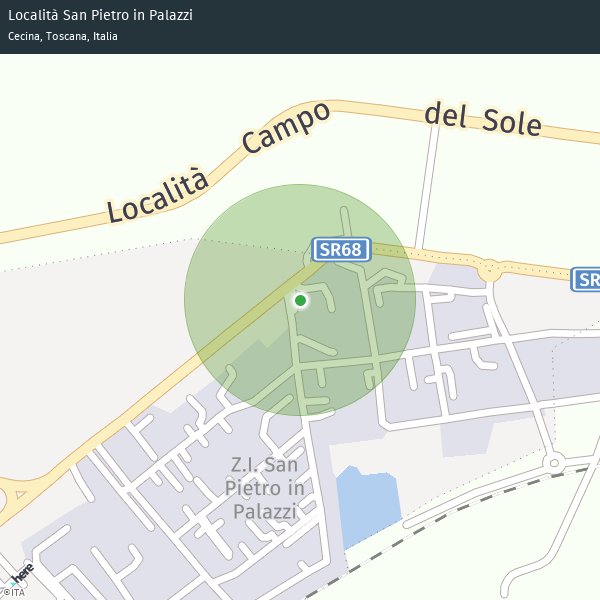 Località San Pietro in Palazzi
Cecina, Toscana, Italia
Località Campo del Sole
SR68
SR
Z.I. San
Pietro in
Palazzi
here
©ITA